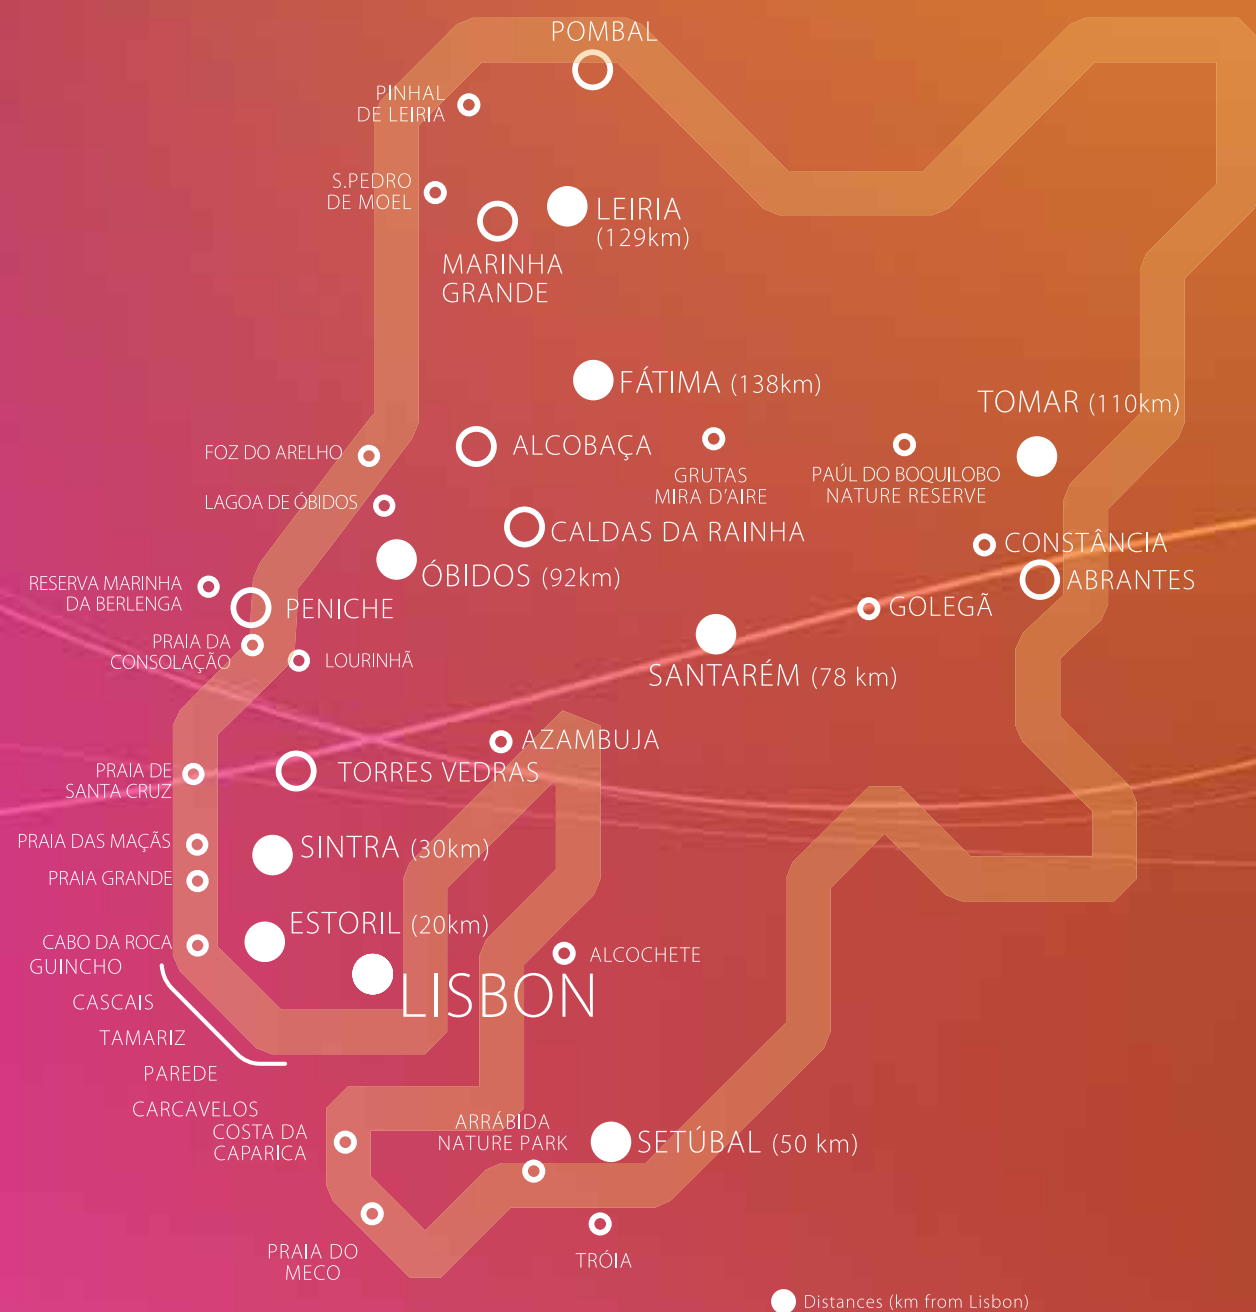 POMBAL
PINHAL
DE LEIRIA
S.PEDRO
DE MOEL
LEIRIA
(129km)
MARINHA
GRANDE
FÁTIMA (138km)
TOMAR (110km)
FOZ DO ARELHO
ALCOBAÇA
GRUTAS
MIRA D'AIRE
PAÚL DO BOQUILOBO
NATURE RESERVE
LAGOA DE ÓBIDOS
CALDAS DA RAINHA
CONSTÂNCIA
ÓBIDOS (92km)
ABRANTES
RESERVA MARINHA
DA BERLENGA
PENICHE
GOLEGÃ
PRAIA DA
CONSOLAÇÃO
LOURINHÃ
SANTARÉM (78 km)
AZAMBUJA
PRAIA DE
SANTA CRUZ
TORRES VEDRAS
PRAIA DAS MAÇÃS
SINTRA (30km)
PRAIA GRANDE
ESTORIL (20km)
CABO DA ROCA
GUINCHO
ALCOCHETE
LISBON
CASCAIS
TAMARIZ
PAREDE
CARCAVELOS
COSTA DA
CAPARICA
ARRÁBIDA
NATURE PARK
SETÚBAL (50 km)
PRAIA DO
MECO
TRÓIA
Distances (km from Lisbon)